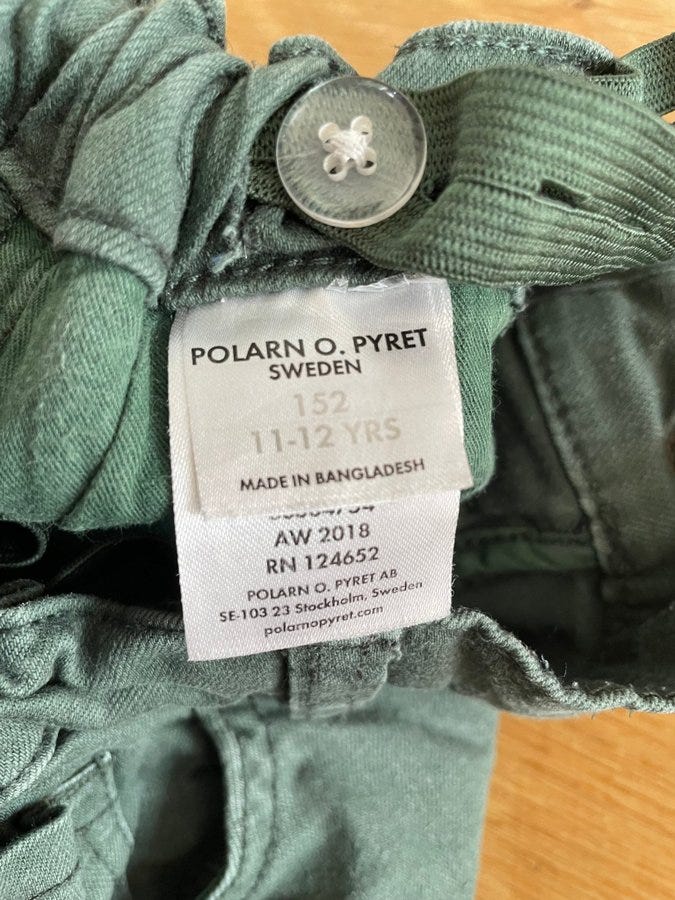 POLARN O. PYRET
SWEDEN
152
11-12 YRS
MADE IN BANGLADESH
AW 2018
RN 124652
POLARN O. PYRET AB
SE-103 23 Stockholm, Sweden
polarnopyret.com